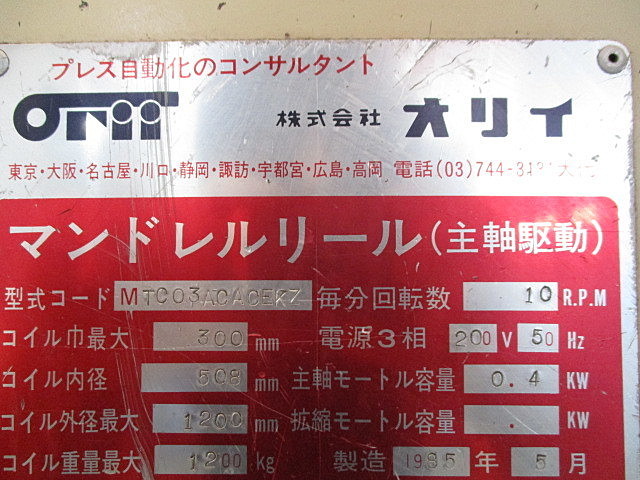 プレス自動化のコンサルタント
ORII 株式会社 オリイ
東京・大阪・名古屋・川口・静岡・諏訪・宇都宮・広島・高岡 電話(03)744-
マンドレルリール(主軸駆動)
型式コード MTC03ACACEKZ 毎分回転数 10 R.P.M
コイル巾最大 300 mm 電源3相 200 V 50 Hz
コイル内径 508 mm 主軸モートル容量 0.4 KW
コイル外径最大 1200 mm 拡縮モートル容量 . KW
コイル重量最大 1200 kg 製造 1985 年 5 月